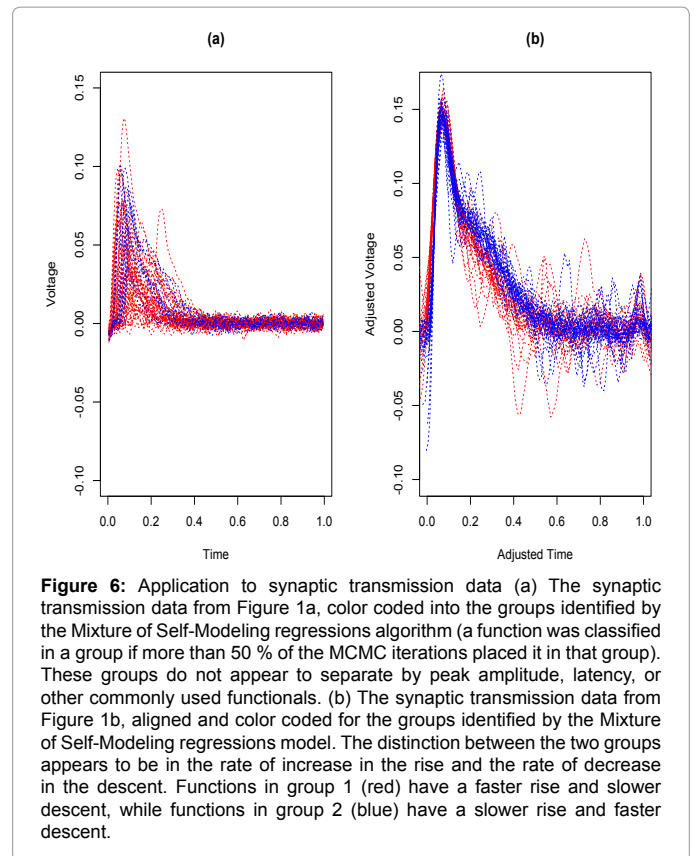 (a)
(b)
0.15
0.10
0.05
0.00
-0.05
-0.10
Voltage
0.0
0.2
0.4
0.6
0.8
1.0
Time
0.15
0.10
0.05
0.00
-0.05
-0.10
Adjusted Voltage
0.0
0.2
0.4
0.6
0.8
1.0
Adjusted Time
Figure 6: Application to synaptic transmission data (a) The synaptic
transmission data from Figure 1a, color coded into the groups identified by
the Mixture of Self-Modeling regressions algorithm (a function was classified
in a group if more than 50 % of the MCMC iterations placed it in that group).
These groups do not appear to separate by peak amplitude, latency, or
other commonly used functionals. (b) The synaptic transmission data from
Figure 1b, aligned and color coded for the groups identified by the Mixture
of Self-Modeling regressions model. The distinction between the two groups
appears to be in the rate of increase in the rise and the rate of decrease
in the descent. Functions in group 1 (red) have a faster rise and slower
descent, while functions in group 2 (blue) have a slower rise and faster
descent.